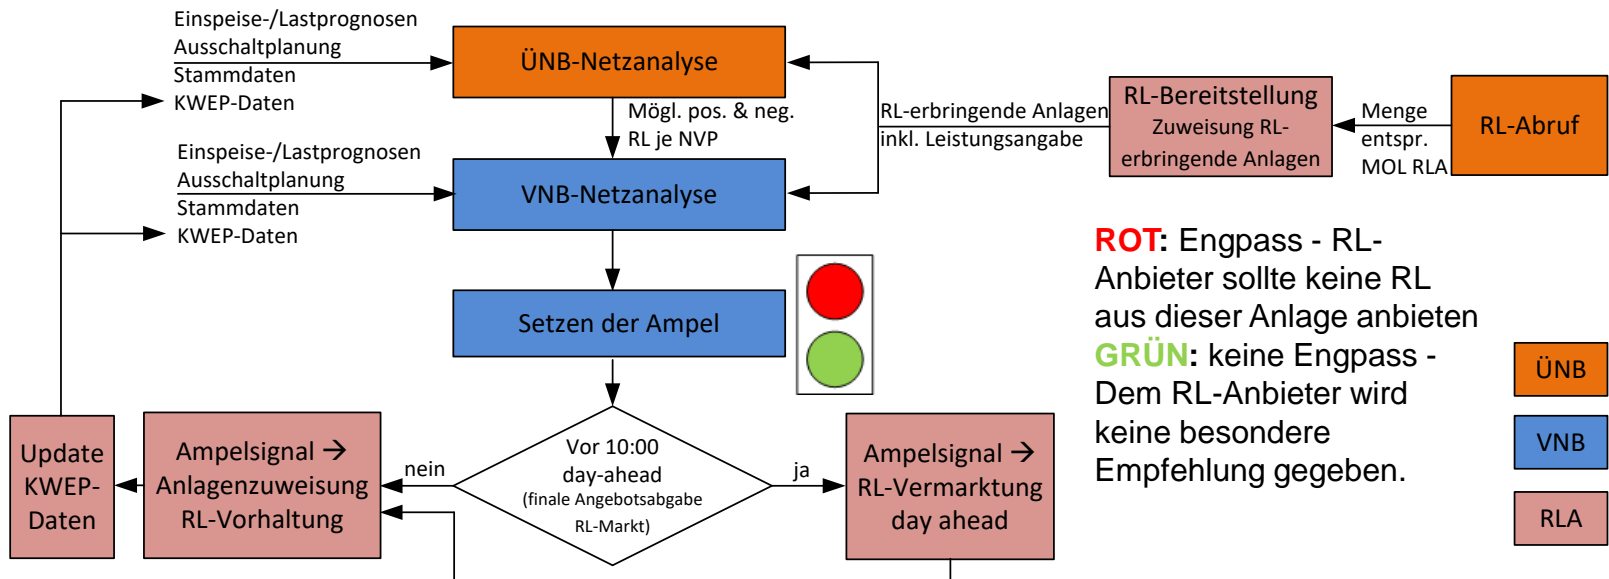 Einspeise-/Lastprognosen
Ausschaltplanung
Stammdaten
KWEP-Daten
ÜNB-Netzanalyse
Mögl. pos. & neg.
RL je NVP
RL-erbringende Anlagen
inkl. Leistungsangabe
RL-Bereitstellung
Zuweisung RL-
erbringende Anlagen
Menge
entspr.
MOL RLA
RL-Abruf
Einspeise-/Lastprognosen
Ausschaltplanung
Stammdaten
KWEP-Daten
VNB-Netzanalyse
Setzen der Ampel
ROT: Engpass - RL-
Anbieter sollte keine RL
aus dieser Anlage anbieten
GRÜN: keine Engpass -
Dem RL-Anbieter wird
keine besondere
Empfehlung gegeben.
ÜNB
VNB
RLA
Update
KWEP-
Daten
Ampelsignal →
Anlagenzuweisung
RL-Vorhaltung
nein
Vor 10:00
day-ahead
(finale Angebotsabgabe
RL-Markt)
ja
Ampelsignal →
RL-Vermarktung
day ahead